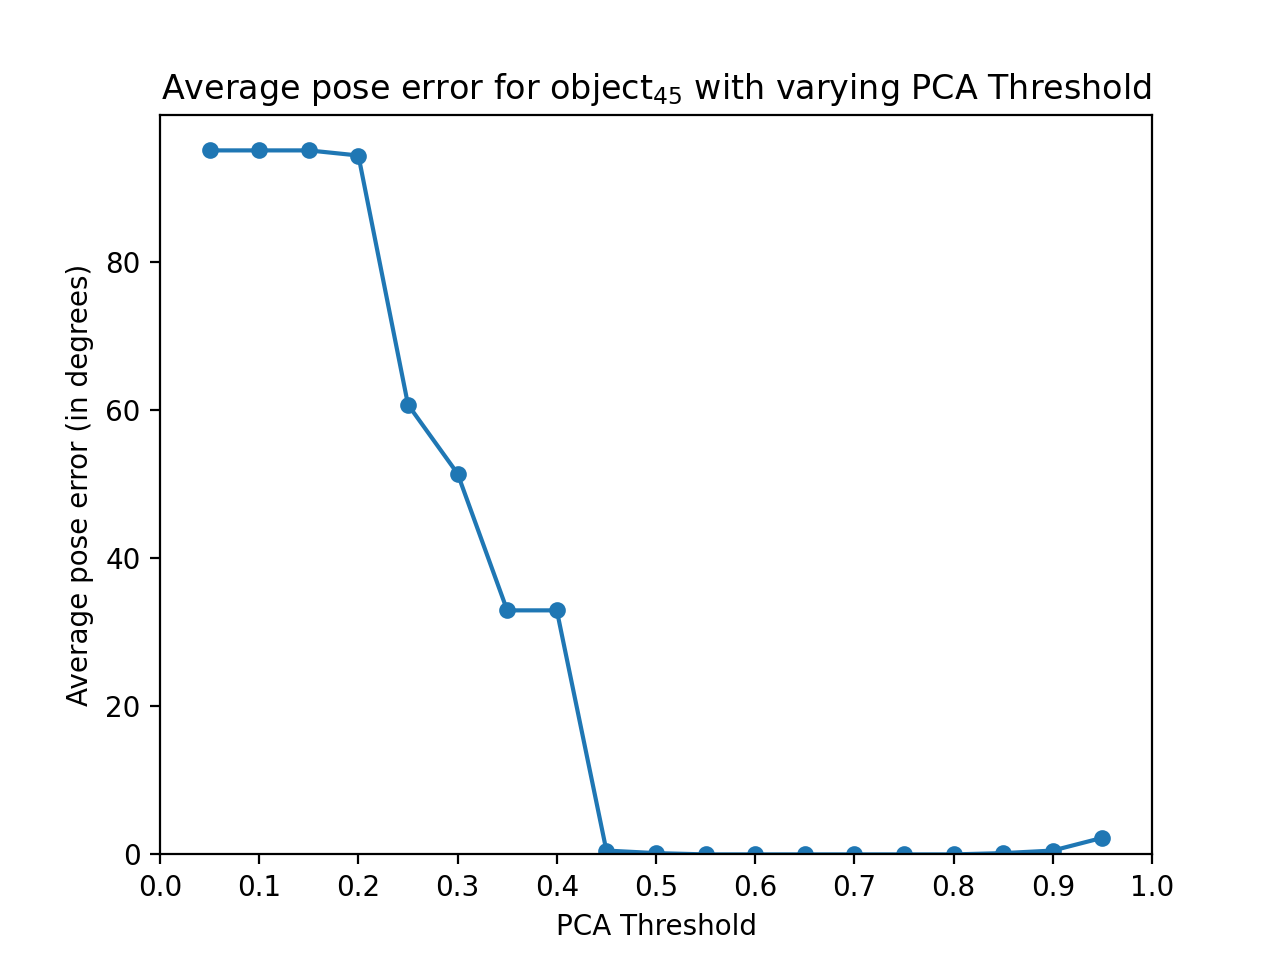 Average pose error for object₄₅ with varying PCA Threshold
Average pose error (in degrees)
80
60
40
20
0
0.0 0.1 0.2 0.3 0.4 0.5 0.6 0.7 0.8 0.9 1.0
PCA Threshold